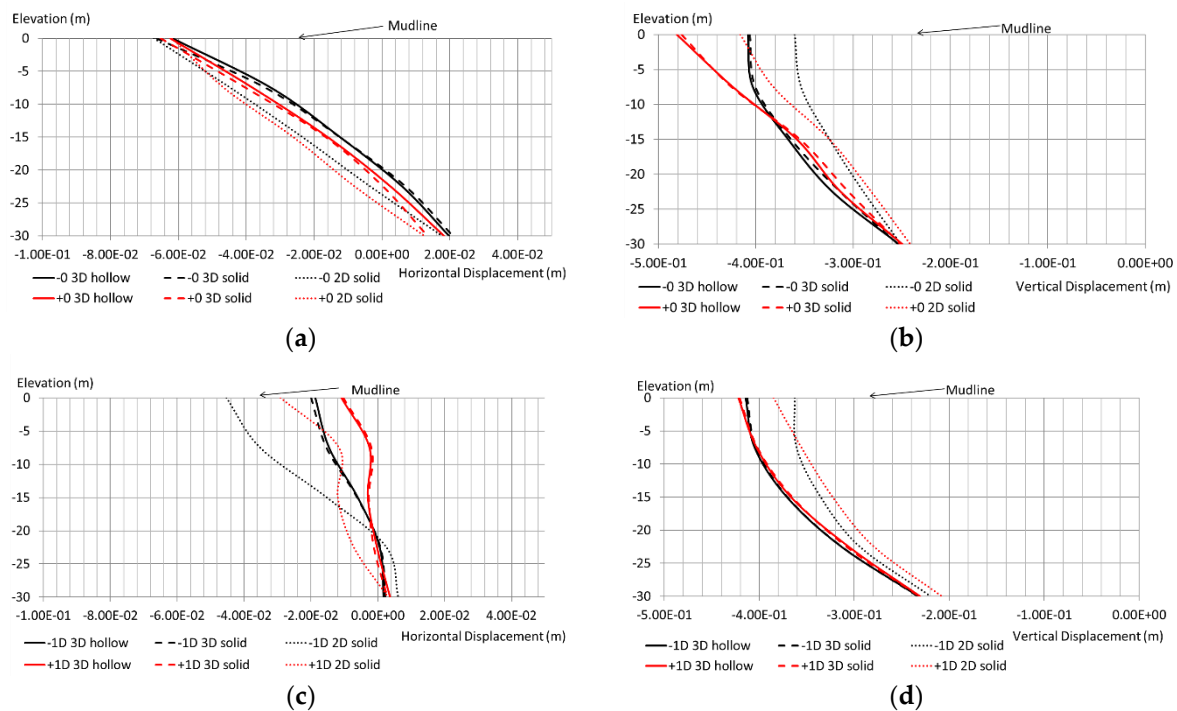 Elevation (m)
Mudline
0
-5
-10
-15
-20
-25
-30
-1.00E-01 -8.00E-02 -6.00E-02 -4.00E-02 -2.00E-02 0.00E+00 2.00E-02 4.00E-02
Horizontal Displacement (m)
-0 3D hollow -0 3D solid -0 2D solid
+0 3D hollow +0 3D solid +0 2D solid
(a)
Elevation (m)
Mudline
0
-5
-10
-15
-20
-25
-30
-5.00E-01 -4.00E-01 -3.00E-01 -2.00E-01 -1.00E-01 0.00E+00
Vertical Displacement (m)
-0 3D hollow -0 3D solid -0 2D solid
+0 3D hollow +0 3D solid +0 2D solid
(b)
Elevation (m)
Mudline
0
-5
-10
-15
-20
-25
-30
-1.00E-01 -8.00E-02 -6.00E-02 -4.00E-02 -2.00E-02 0.00E+00 2.00E-02 4.00E-02
Horizontal Displacement (m)
-1D 3D hollow -1D 3D solid -1D 2D solid
+1D 3D hollow +1D 3D solid +1D 2D solid
(c)
Elevation (m)
Mudline
0
-5
-10
-15
-20
-25
-30
-5.00E-01 -4.00E-01 -3.00E-01 -2.00E-01 -1.00E-01 0.00E+00
Vertical Displacement (m)
-1D 3D hollow -1D 3D solid -1D 2D solid
+1D 3D hollow +1D 3D solid +1D 2D solid
(d)